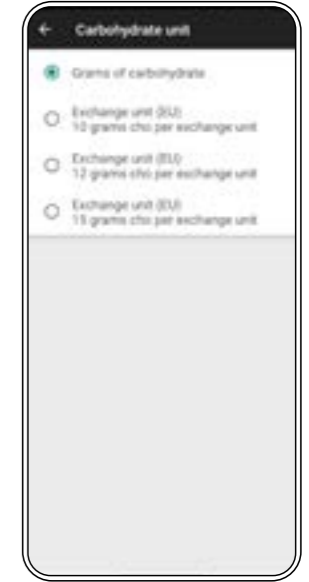 Carbohydrate unit
Grams of carbohydrate
Exchange unit (EU)
10 grams cho per exchange unit
Exchange unit (EU)
12 grams cho per exchange unit
Exchange unit (EU)
15 grams cho per exchange unit